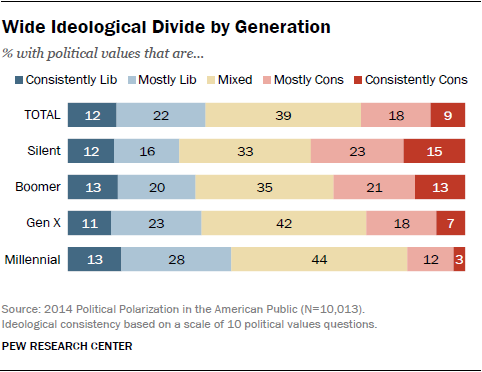 Wide Ideological Divide by Generation
% with political values that are...
Consistently Lib Mostly Lib Mixed Mostly Cons Consistently Cons
TOTAL 12 22 39 18 9
Silent 12 16 33 23 15
Boomer 13 20 35 21 13
Gen X 11 23 42 18 7
Millennial 13 28 44 12 3
Source: 2014 Political Polarization in the American Public (N=10,013).
Ideological consistency based on a scale of 10 political values questions.
PEW RESEARCH CENTER